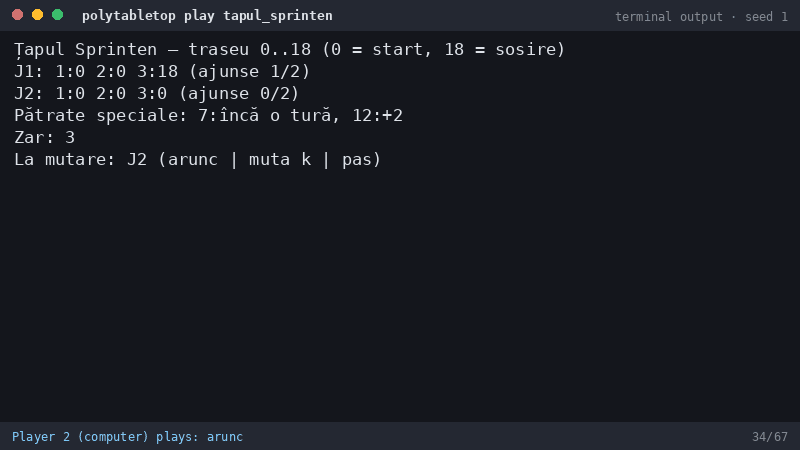 polytabletop play tapul_sprinten
terminal output · seed 1
Țapul Sprinten — traseu 0..18 (0 = start, 18 = sosire)
J1: 1:0 2:0 3:18 (ajunse 1/2)
J2: 1:0 2:0 3:0 (ajunse 0/2)
Pătrate speciale: 7:încă o tură, 12:+2
Zar: 3
La mutare: J2 (arunc | muta k | pas)
Player 2 (computer) plays: arunc
34/67